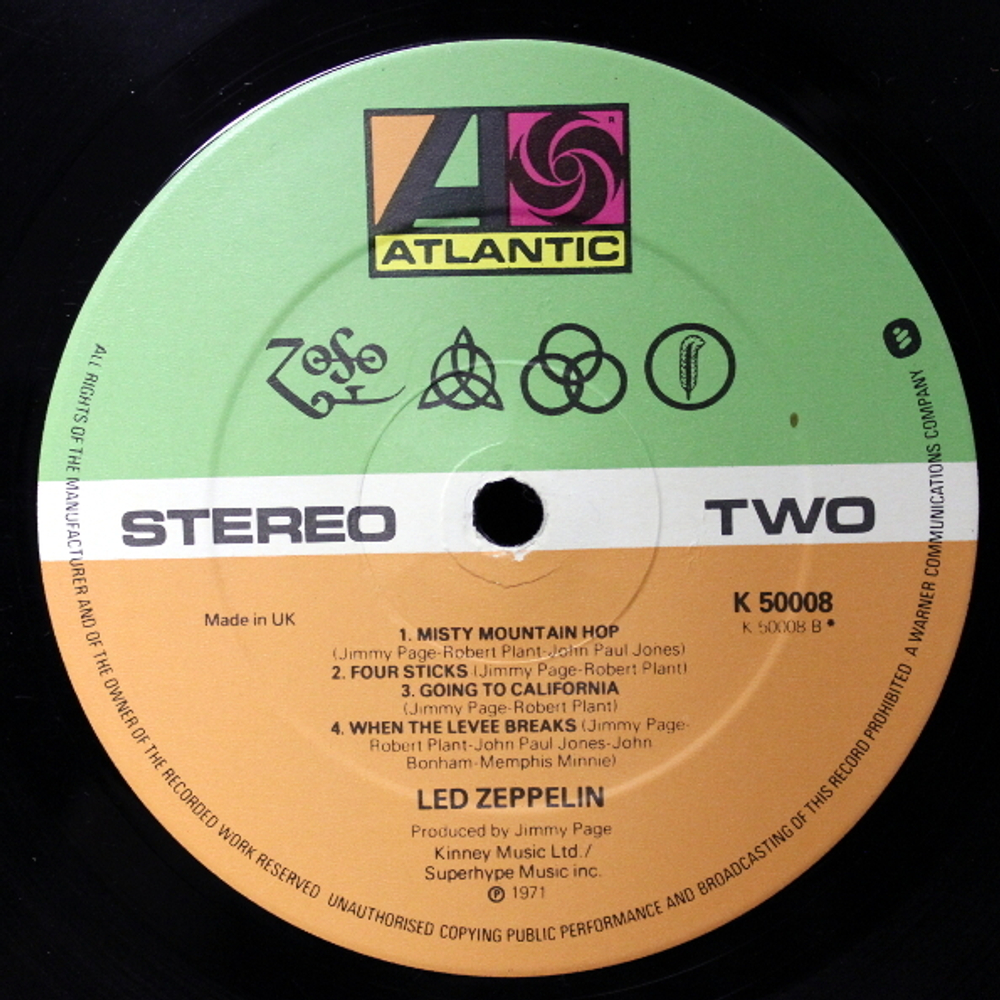 ATLANTIC
R
Zoso
STEREO
TWO
Made in UK
K 50008
K 50008 B*
1. MISTY MOUNTAIN HOP
(Jimmy Page-Robert Plant-John Paul Jones)
2. FOUR STICKS (Jimmy Page-Robert Plant)
3. GOING TO CALIFORNIA
(Jimmy Page-Robert Plant)
4. WHEN THE LEVEE BREAKS (Jimmy Page-
Robert Plant-John Paul Jones-John
Bonham-Memphis Minnie)
LED ZEPPELIN
Produced by Jimmy Page
Kinney Music Ltd./
Superhype Music inc.
℗ 1971
ALL RIGHTS OF THE MANUFACTURER AND OF THE OWNER OF THE RECORDED WORK RESERVED UNAUTHORISED COPYING PUBLIC PERFORMANCE AND BROADCASTING OF THIS RECORD PROHIBITED A WARNER COMMUNICATIONS COMPANY